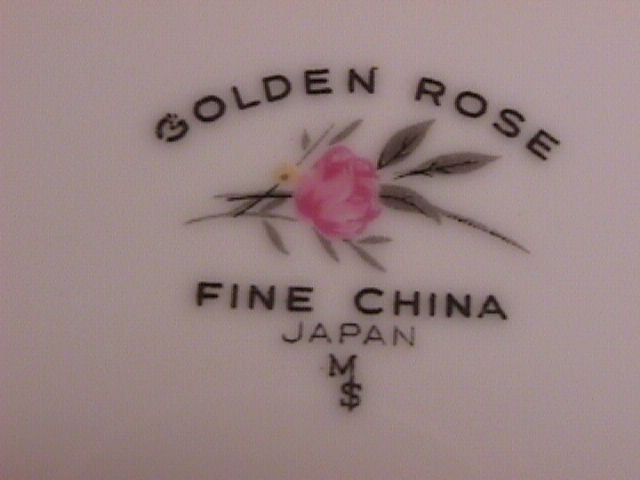 GOLDEN ROSE
FINE CHINA
JAPAN
M
$